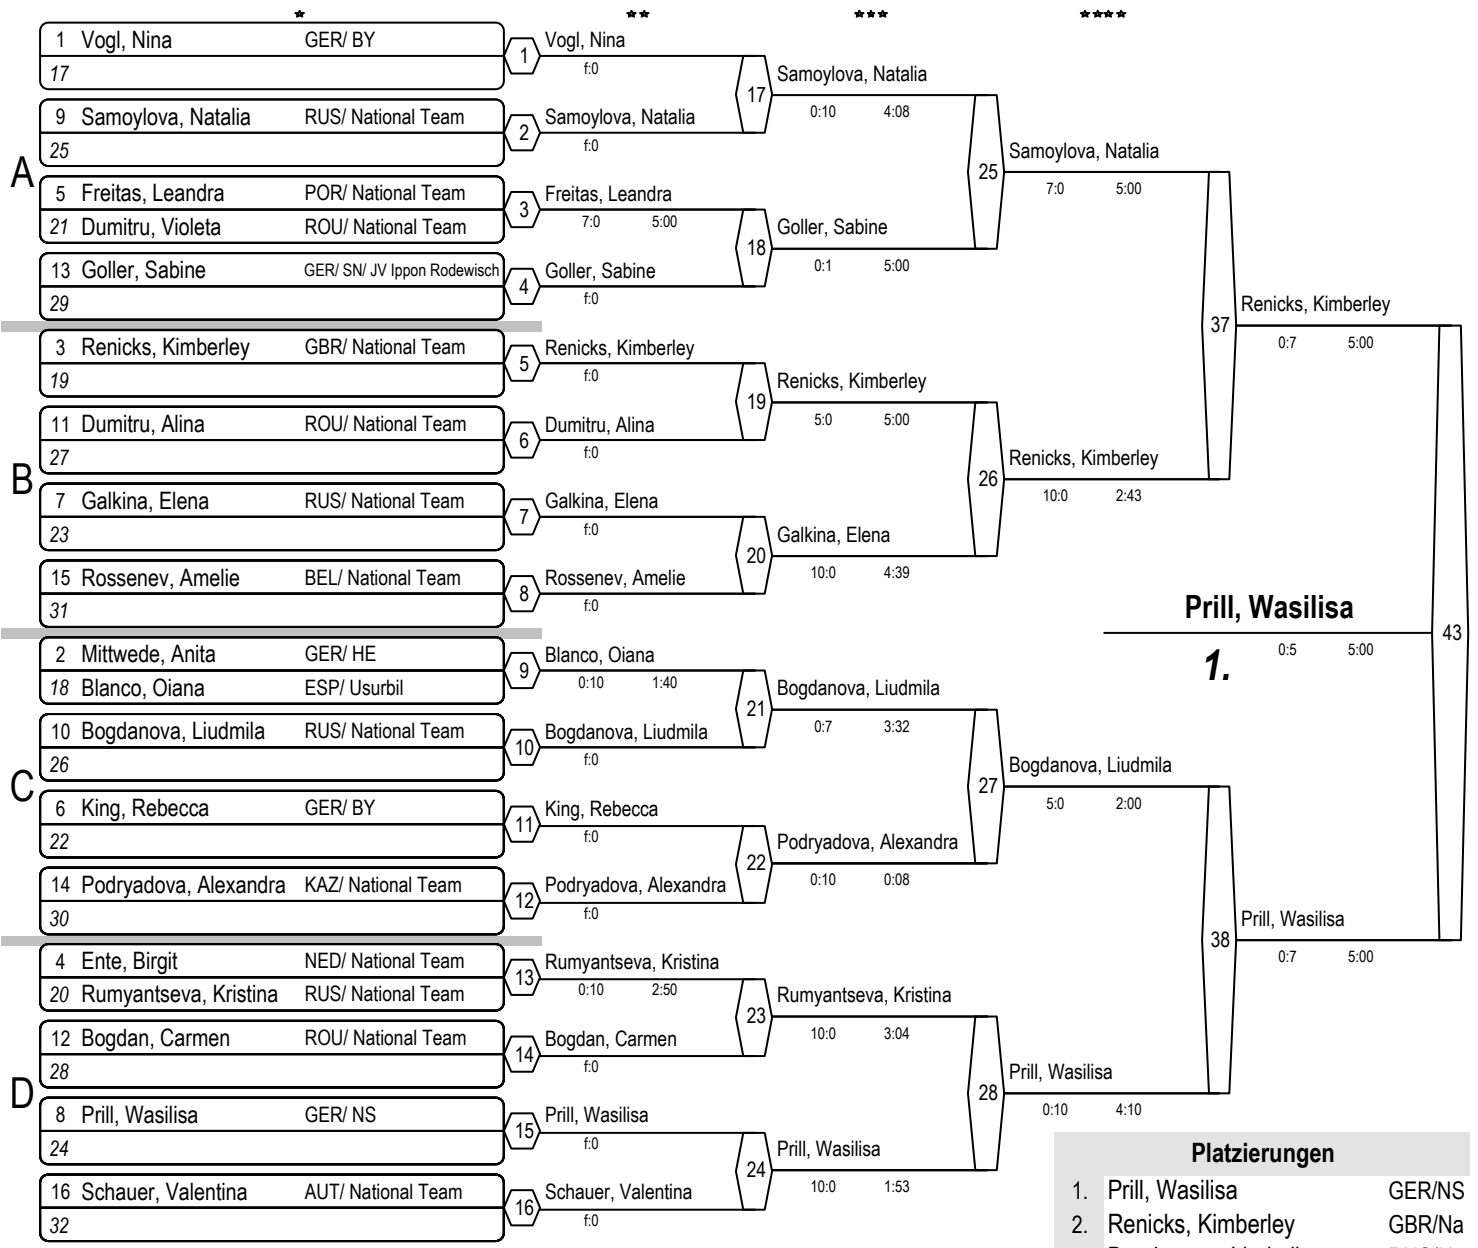 * ** *** ****
A
1 Vogl, Nina GER/ BY
17
1 Vogl, Nina
f:0
9 Samoylova, Natalia RUS/ National Team
25
2 Samoylova, Natalia
f:0
5 Freitas, Leandra POR/ National Team
21 Dumitru, Violeta ROU/ National Team
3 Freitas, Leandra
7:0 5:00
13 Goller, Sabine GER/ SN/ JV Ippon Rodewisch
29
4 Goller, Sabine
f:0
B
3 Renicks, Kimberley GBR/ National Team
19
5 Renicks, Kimberley
f:0
11 Dumitru, Alina ROU/ National Team
27
6 Dumitru, Alina
f:0
7 Galkina, Elena RUS/ National Team
23
7 Galkina, Elena
f:0
15 Rossenev, Amelie BEL/ National Team
31
8 Rossenev, Amelie
f:0
C
2 Mittwede, Anita GER/ HE
18 Blanco, Oiana ESP/ Usurbil
9 Blanco, Oiana
0:10 1:40
10 Bogdanova, Liudmila RUS/ National Team
26
10 Bogdanova, Liudmila
f:0
6 King, Rebecca GER/ BY
22
11 King, Rebecca
f:0
14 Podryadova, Alexandra KAZ/ National Team
30
12 Podryadova, Alexandra
f:0
D
4 Ente, Birgit NED/ National Team
20 Rumyantseva, Kristina RUS/ National Team
13 Rumyantseva, Kristina
0:10 2:50
12 Bogdan, Carmen ROU/ National Team
28
14 Bogdan, Carmen
f:0
8 Prill, Wasilisa GER/ NS
24
15 Prill, Wasilisa
f:0
16 Schauer, Valentina AUT/ National Team
32
16 Schauer, Valentina
f:0
17 Samoylova, Natalia
0:10 4:08
18 Goller, Sabine
0:1 5:00
19 Renicks, Kimberley
5:0 5:00
20 Galkina, Elena
10:0 4:39
21 Bogdanova, Liudmila
0:7 3:32
22 Podryadova, Alexandra
0:10 0:08
23 Rumyantseva, Kristina
10:0 3:04
24 Prill, Wasilisa
10:0 1:53
25 Samoylova, Natalia
7:0 5:00
26 Renicks, Kimberley
10:0 2:43
27 Bogdanova, Liudmila
5:0 2:00
28 Prill, Wasilisa
0:10 4:10
37 Renicks, Kimberley
0:7 5:00
38 Prill, Wasilisa
0:7 5:00
43 Prill, Wasilisa
1. 0:5 5:00
Platzierungen
1. Prill, Wasilisa GER/NS
2. Renicks, Kimberley GBR/Na